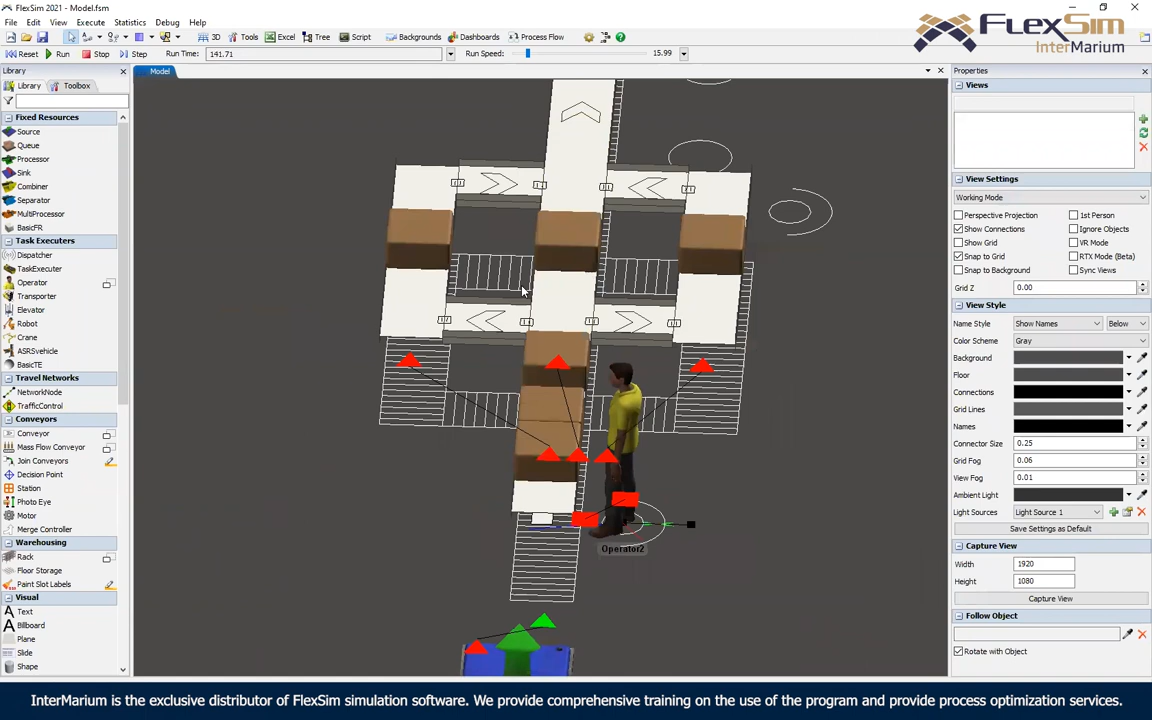 FlexSim 2021 - Model.fsm
File Edit View Execute Statistics Debug Help
3D Tools Excel Tree Script Backgrounds Dashboards Process Flow
FLEXSIM
InterMarium
Reset Run Stop Step Run Time: 141.71 Run Speed: 15.99
Library
Library Toolbox
Fixed Resources
Source
Queue
Processor
Sink
Combiner
Separator
MultiProcessor
BasicFR
Task Executers
Dispatcher
TaskExecuter
Operator
Transporter
Elevator
Robot
Crane
ASRSvehicle
BasicTE
Travel Networks
NetworkNode
TrafficControl
Conveyors
Conveyor
Mass Flow Conveyor
Join Conveyors
Decision Point
Station
Photo Eye
Motor
Merge Controller
Warehousing
Rack
Floor Storage
Paint Slot Labels
Visual
Text
Billboard
Plane
Slide
Shape
Model
Operator2
Properties
Views
View Settings
Working Mode
Perspective Projection 1st Person
Show Connections Ignore Objects
Show Grid VR Mode
Snap to Grid RTX Mode (Beta)
Snap to Background Sync Views
Grid Z 0.00
View Style
Name Style Show Names Below
Color Scheme Gray
Background
Floor
Connections
Grid Lines
Names
Connector Size 0.25
Grid Fog 0.06
View Fog 0.01
Ambient Light
Light Sources Light Source 1
Save Settings as Default
Capture View
Width 1920
Height 1080
Capture View
Follow Object
Rotate with Object
InterMarium is the exclusive distributor of FlexSim simulation software. We provide comprehensive training on the use of the program and provide process optimization services.